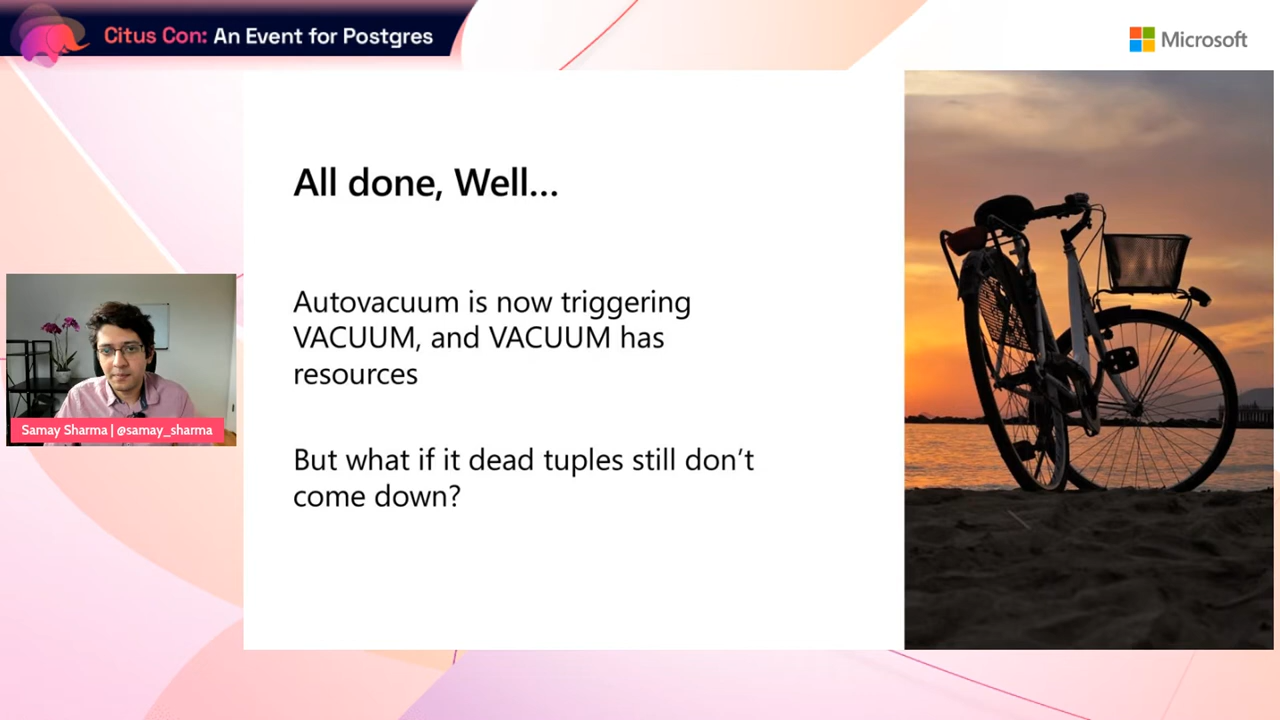 Citus Con: An Event for Postgres
Microsoft
All done, Well...
Autovacuum is now triggering
VACUUM, and VACUUM has
resources
But what if it dead tuples still don't
come down?
Samay Sharma | @samay_sharma